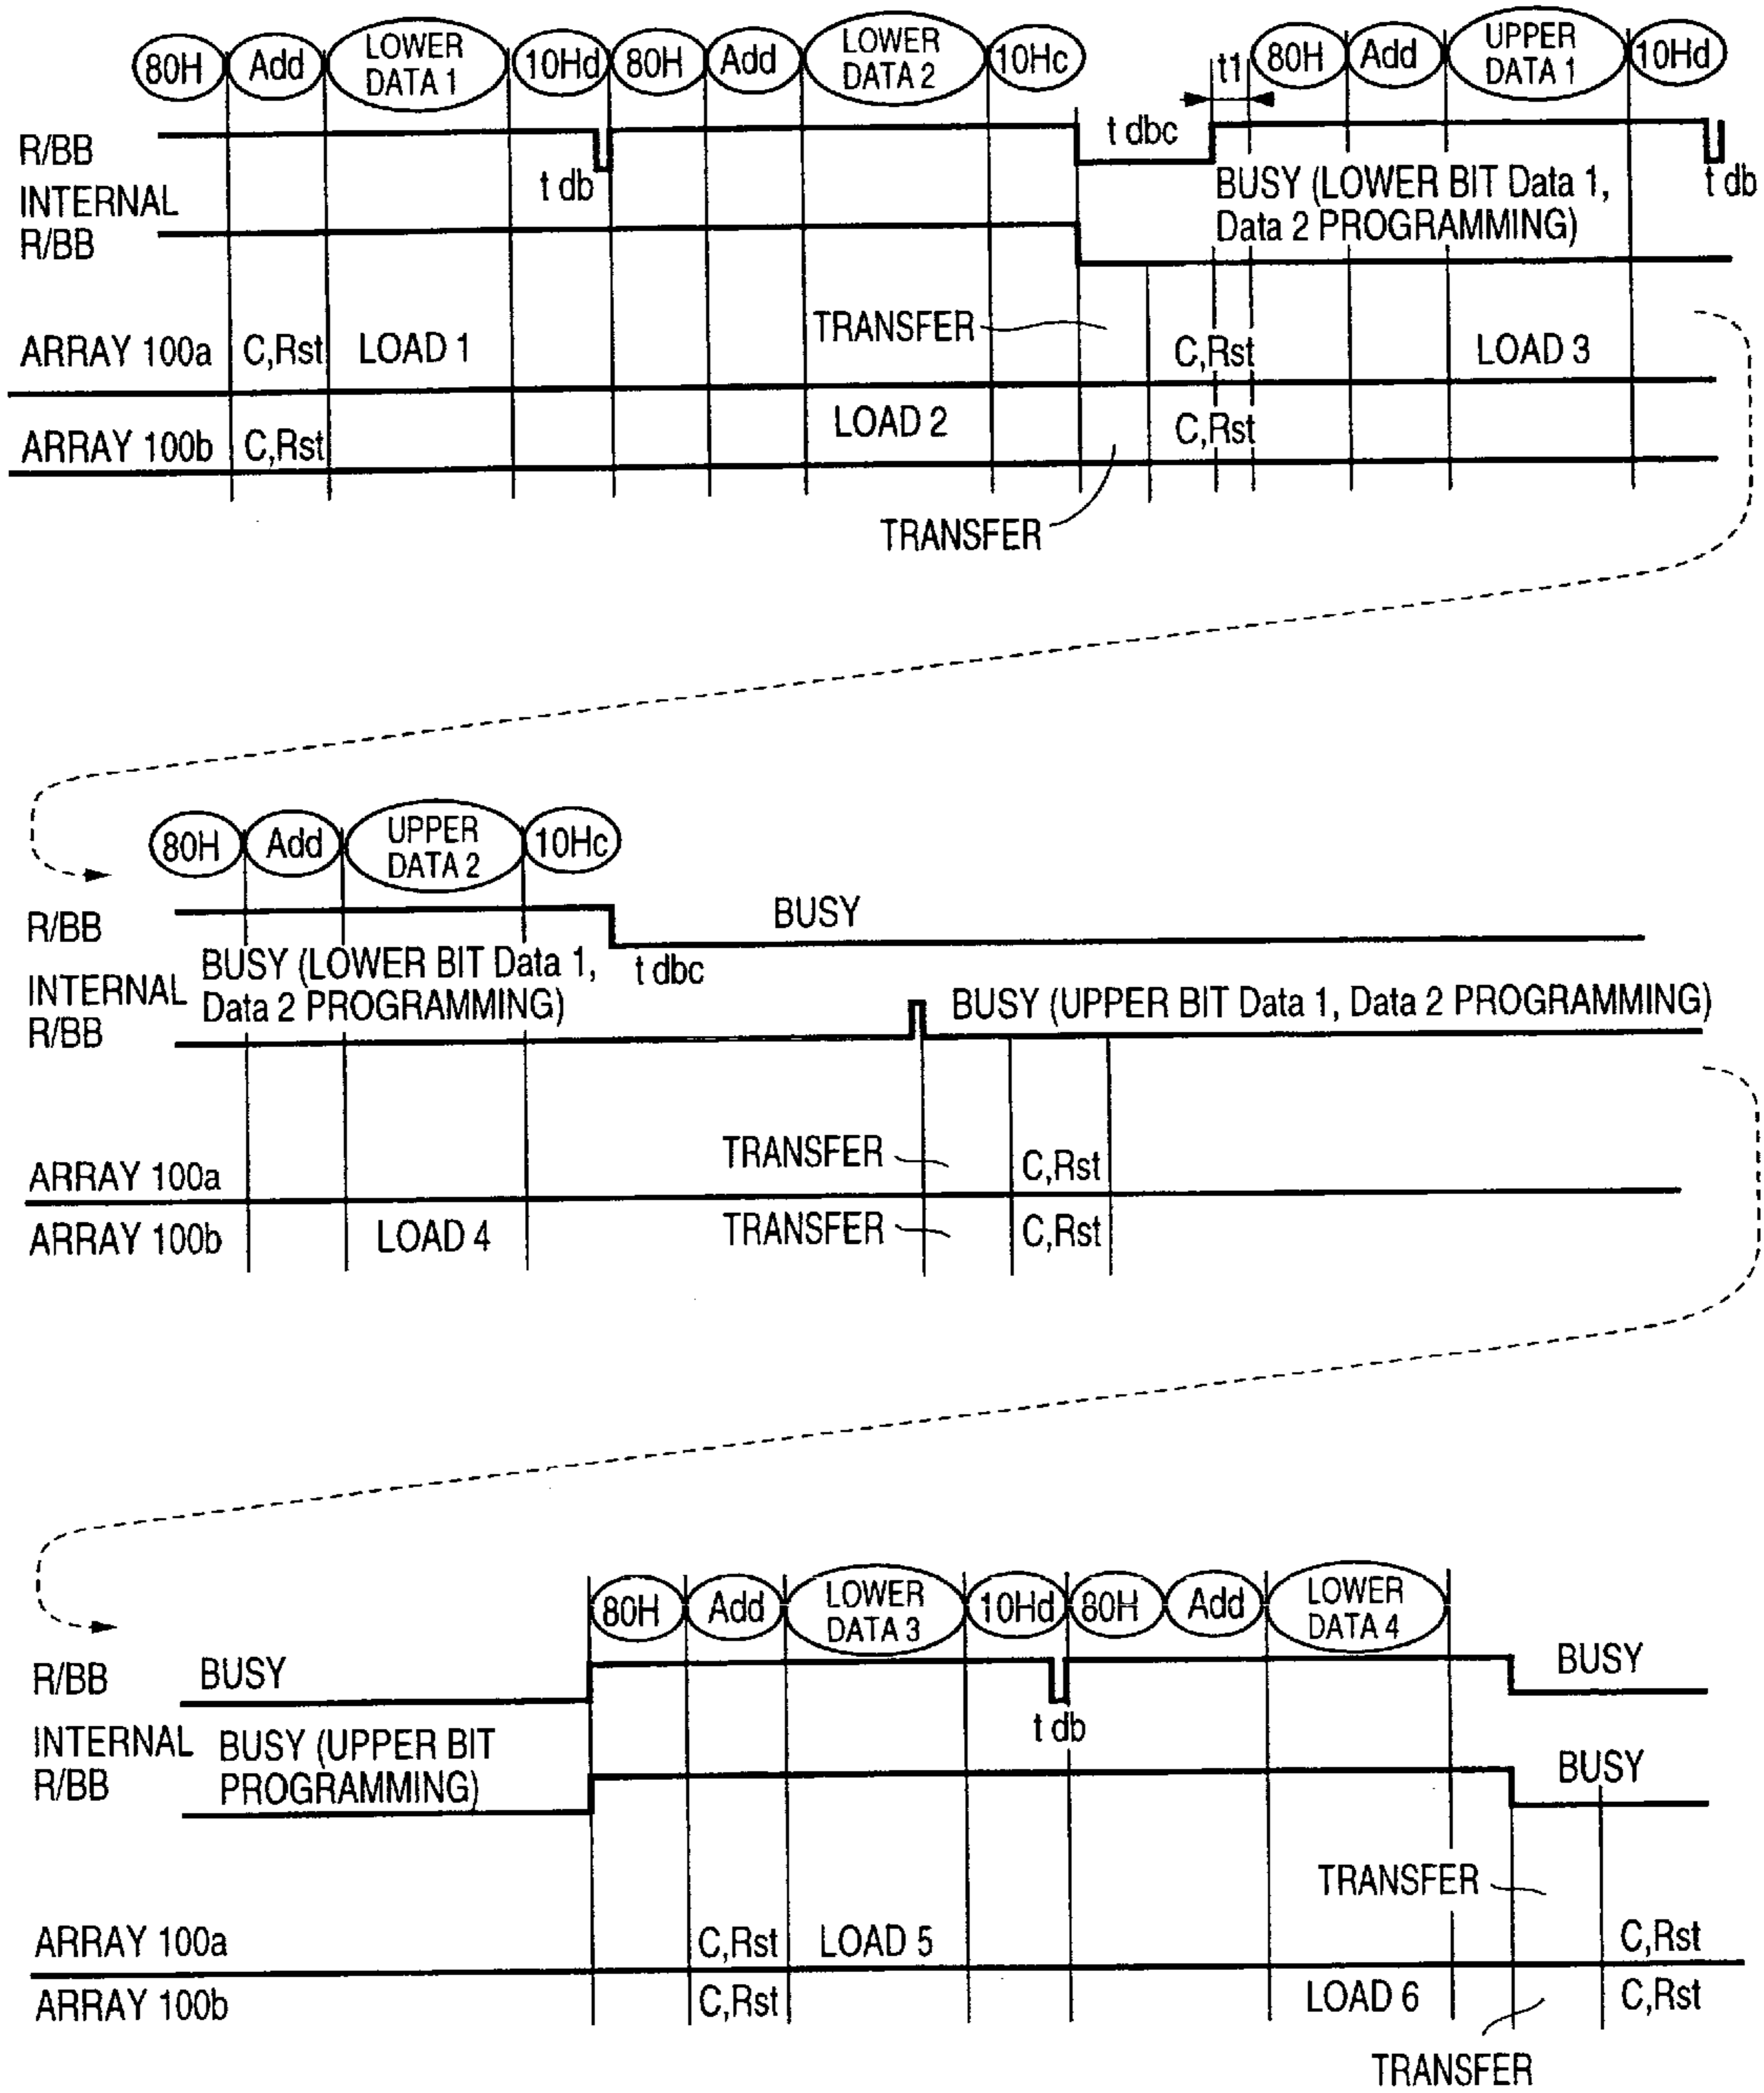 80H Add LOWER DATA 1 10Hd 80H Add LOWER DATA 2 10Hc t1 80H Add UPPER DATA 1 10Hd
R/BB
t db
t dbc
t db
INTERNAL
R/BB
BUSY (LOWER BIT Data 1,
Data 2 PROGRAMMING)
TRANSFER
ARRAY 100a C,Rst LOAD 1 C,Rst LOAD 3
ARRAY 100b C,Rst LOAD 2 C,Rst
TRANSFER
80H Add UPPER DATA 2 10Hc
R/BB BUSY
t dbc
INTERNAL
R/BB
BUSY (LOWER BIT Data 1,
Data 2 PROGRAMMING)
BUSY (UPPER BIT Data 1, Data 2 PROGRAMMING)
ARRAY 100a TRANSFER C,Rst
ARRAY 100b LOAD 4 TRANSFER C,Rst
80H Add LOWER DATA 3 10Hd 80H Add LOWER DATA 4
R/BB BUSY BUSY
t db
INTERNAL
R/BB
BUSY (UPPER BIT
PROGRAMMING)
BUSY
TRANSFER
ARRAY 100a C,Rst LOAD 5 C,Rst
ARRAY 100b C,Rst LOAD 6 C,Rst
TRANSFER